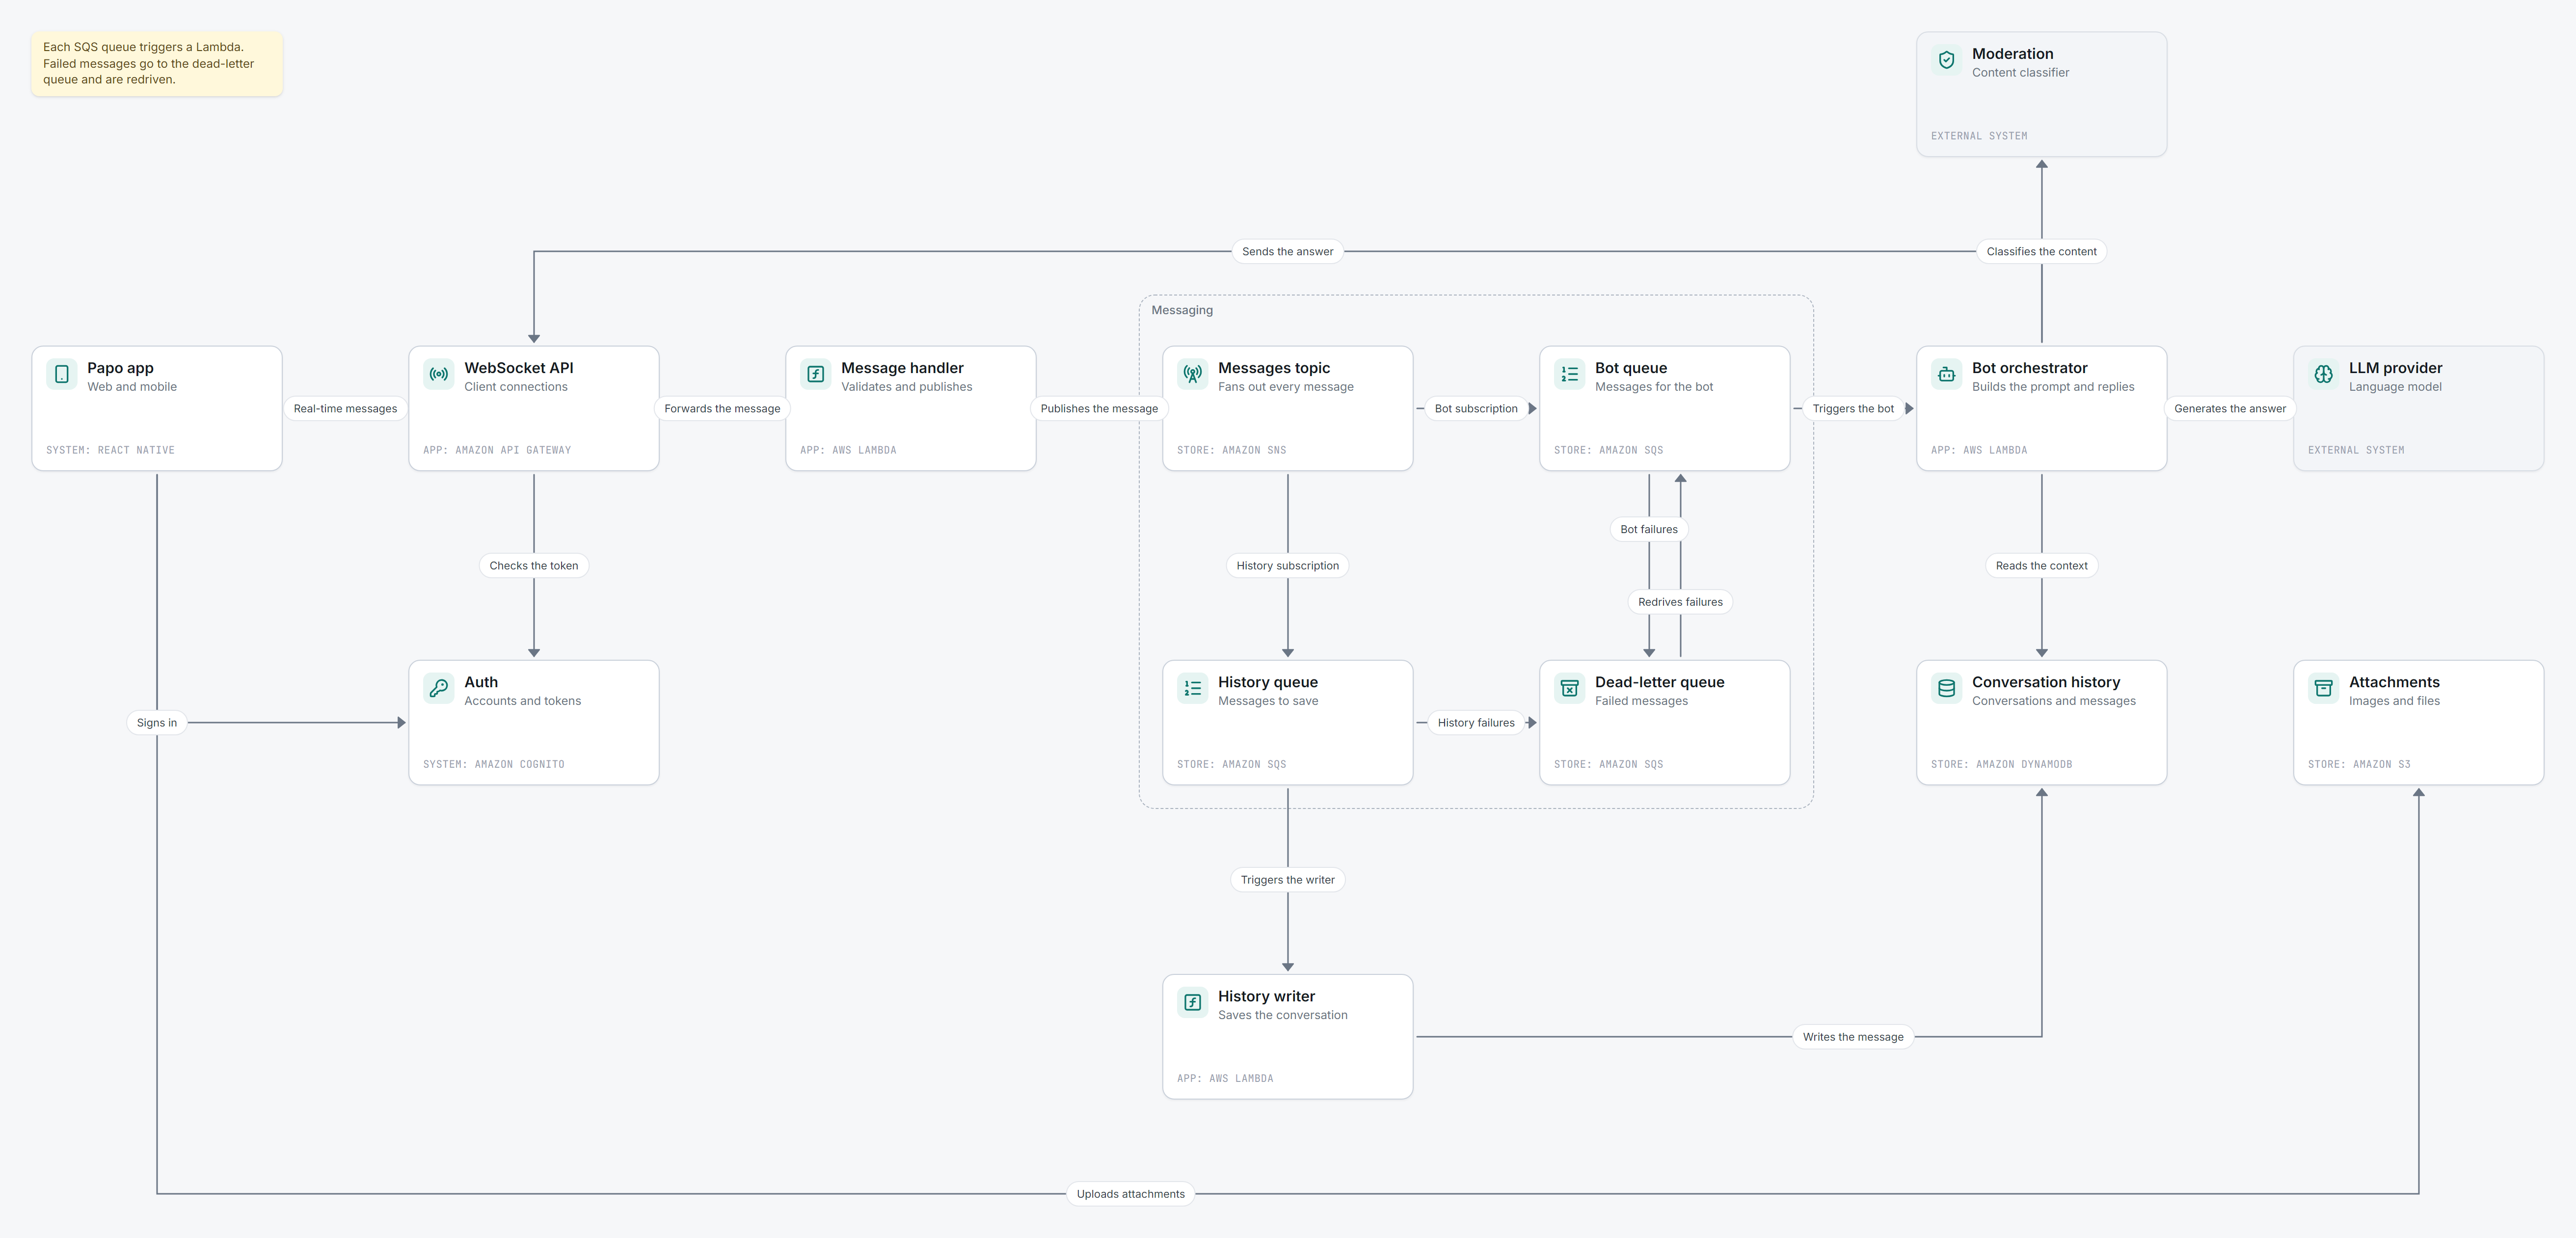 Each SQS queue triggers a Lambda.
Failed messages go to the dead-letter
queue and are redriven.
Moderation
Content classifier
EXTERNAL SYSTEM
Sends the answer
Classifies the content
Messaging
Papo app
Web and mobile
SYSTEM: REACT NATIVE
Real-time messages
WebSocket API
Client connections
APP: AMAZON API GATEWAY
Forwards the message
Message handler
Validates and publishes
APP: AWS LAMBDA
Publishes the message
Messages topic
Fans out every message
STORE: AMAZON SNS
Bot subscription
Bot queue
Messages for the bot
STORE: AMAZON SQS
Triggers the bot
Bot orchestrator
Builds the prompt and replies
APP: AWS LAMBDA
Generates the answer
LLM provider
Language model
EXTERNAL SYSTEM
Bot failures
Checks the token
History subscription
Reads the context
Redrives failures
Signs in
Auth
Accounts and tokens
SYSTEM: AMAZON COGNITO
History queue
Messages to save
STORE: AMAZON SQS
History failures
Dead-letter queue
Failed messages
STORE: AMAZON SQS
Conversation history
Conversations and messages
STORE: AMAZON DYNAMODB
Attachments
Images and files
STORE: AMAZON S3
Triggers the writer
History writer
Saves the conversation
APP: AWS LAMBDA
Writes the message
Uploads attachments